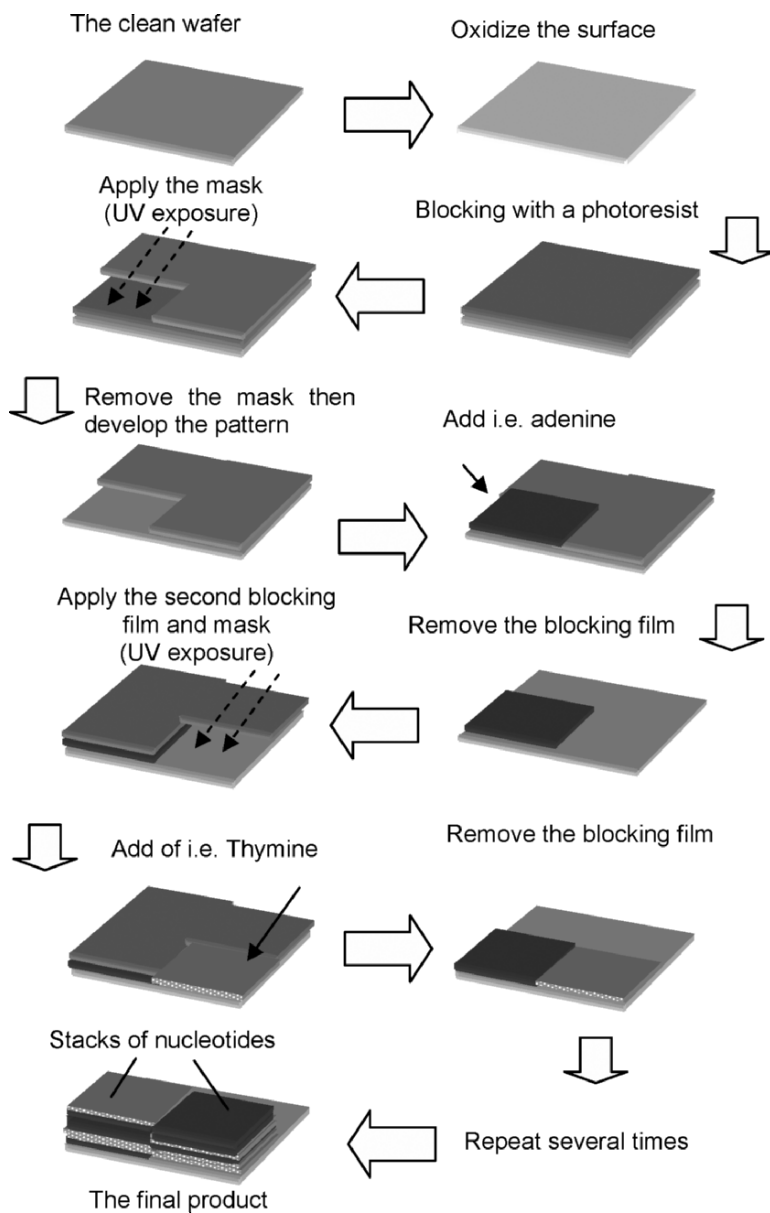 The clean wafer
Oxidize the surface
Blocking with a photoresist
Apply the mask
(UV exposure)
Remove the mask then
develop the pattern
Add i.e. adenine
Remove the blocking film
Apply the second blocking
film and mask
(UV exposure)
Add of i.e. Thymine
Remove the blocking film
Repeat several times
Stacks of nucleotides
The final product